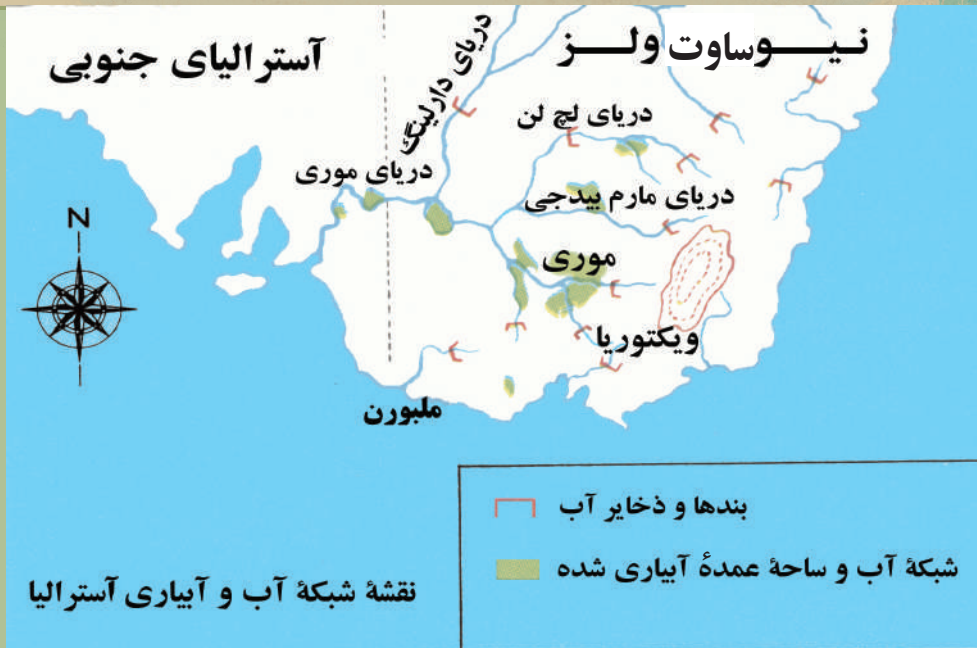 نیـــوساوت ولـــز
آسترالیای جنوبی
دریای دارلینگ
دریای لچ لن
دریای موری
دریای مارم بیدجی
N
موری
ویکتوریا
ملبورن
بندها و ذخایر آب
شبکهٔ آب و ساحهٔ عمدهٔ آبیاری شده
نقشهٔ شبکهٔ آب و آبیاری آسترالیا